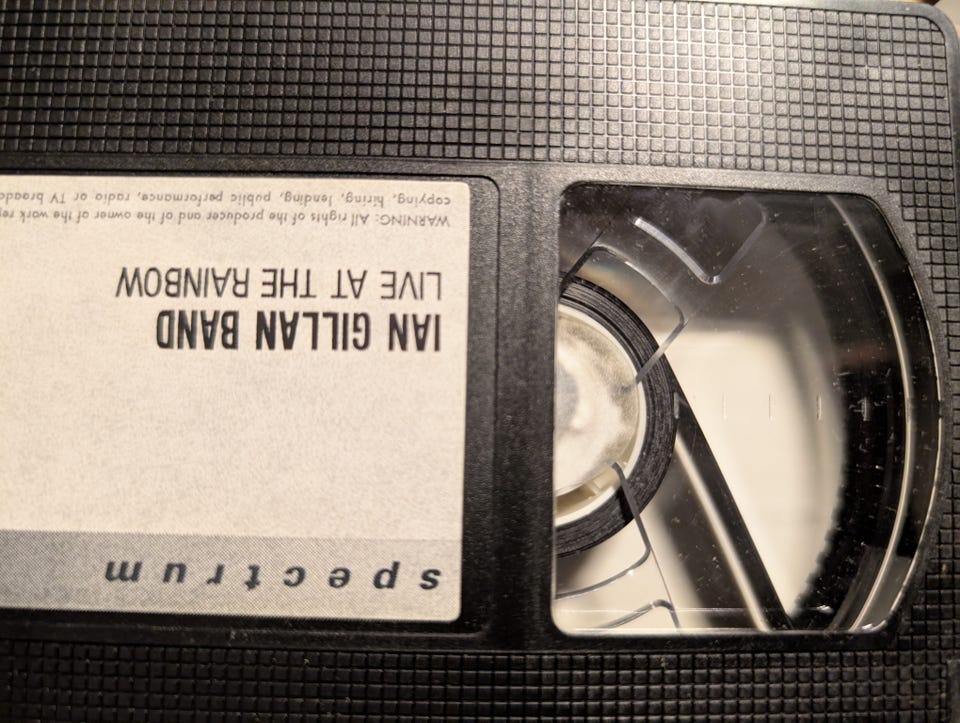 spectrum
IAN GILLAN BAND
LIVE AT THE RAINBOW
WARNING: All rights of the producer and of the owner of the work
copying, hiring, lending, public performance, radio or TV